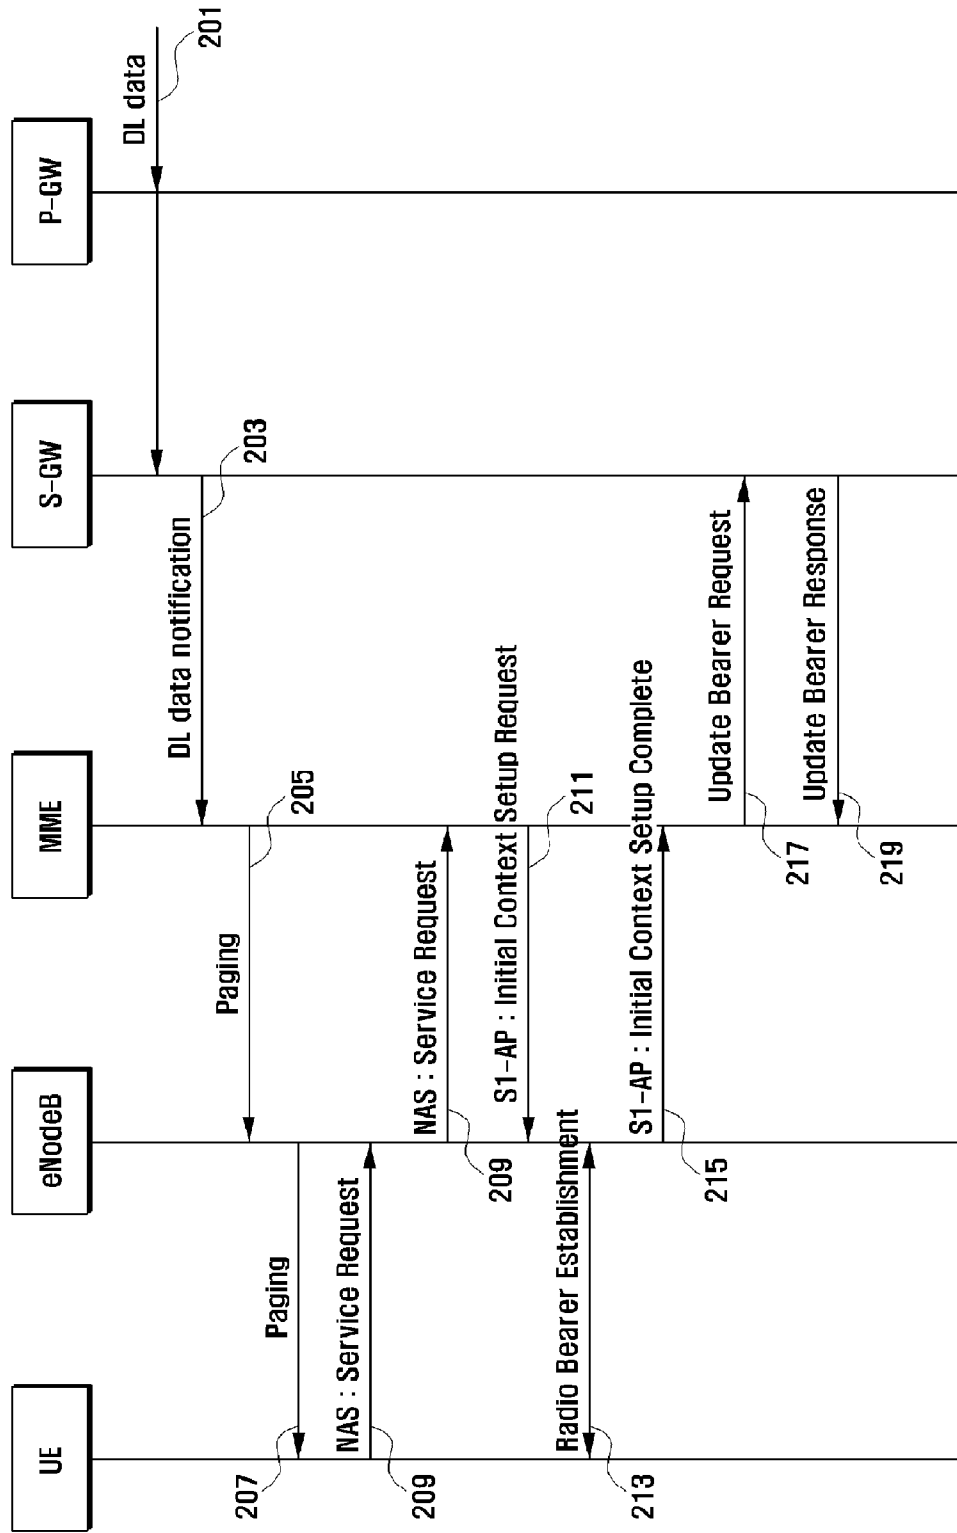 UE
eNodeB
MME
S-GW
P-GW
DL data
201
DL data notification
203
Paging
205
Paging
207
NAS : Service Request
209
NAS : Service Request
209
S1-AP : Initial Context Setup Request
211
Radio Bearer Establishment
213
S1-AP : Initial Context Setup Complete
215
Update Bearer Request
217
Update Bearer Response
219